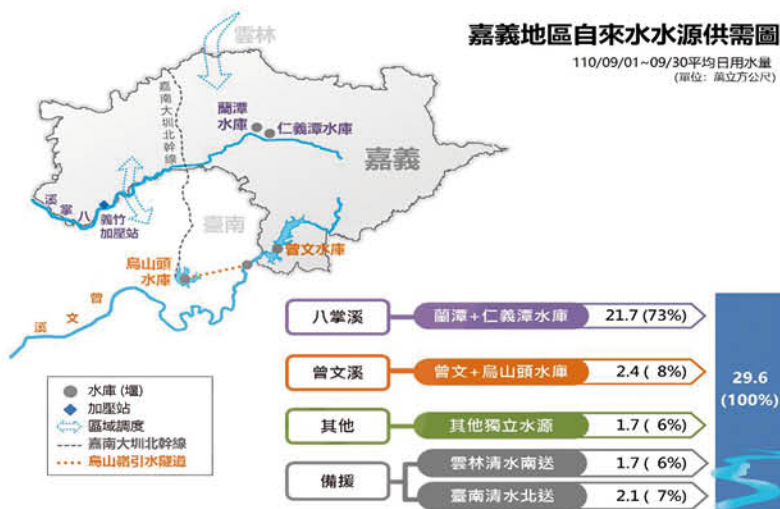 嘉義地區自來水水源供需圖
110/09/01~09/30平均日用水量
(單位：萬立方公尺)
雲林
嘉南大圳北幹線
蘭潭
水庫
仁義潭水庫
嘉義
八掌溪
義竹
加壓站
臺南
曾文水庫
烏山頭
水庫
曾文溪
水庫 (堰)
加壓站
區域調度
嘉南大圳北幹線
烏山嶺引水隧道
八掌溪 蘭潭+仁義潭水庫 21.7 (73%)
曾文溪 曾文+烏山頭水庫 2.4 ( 8%)
其他 其他獨立水源 1.7 ( 6%)
備援 雲林清水南送 1.7 ( 6%)
臺南清水北送 2.1 ( 7%)
29.6
(100%)